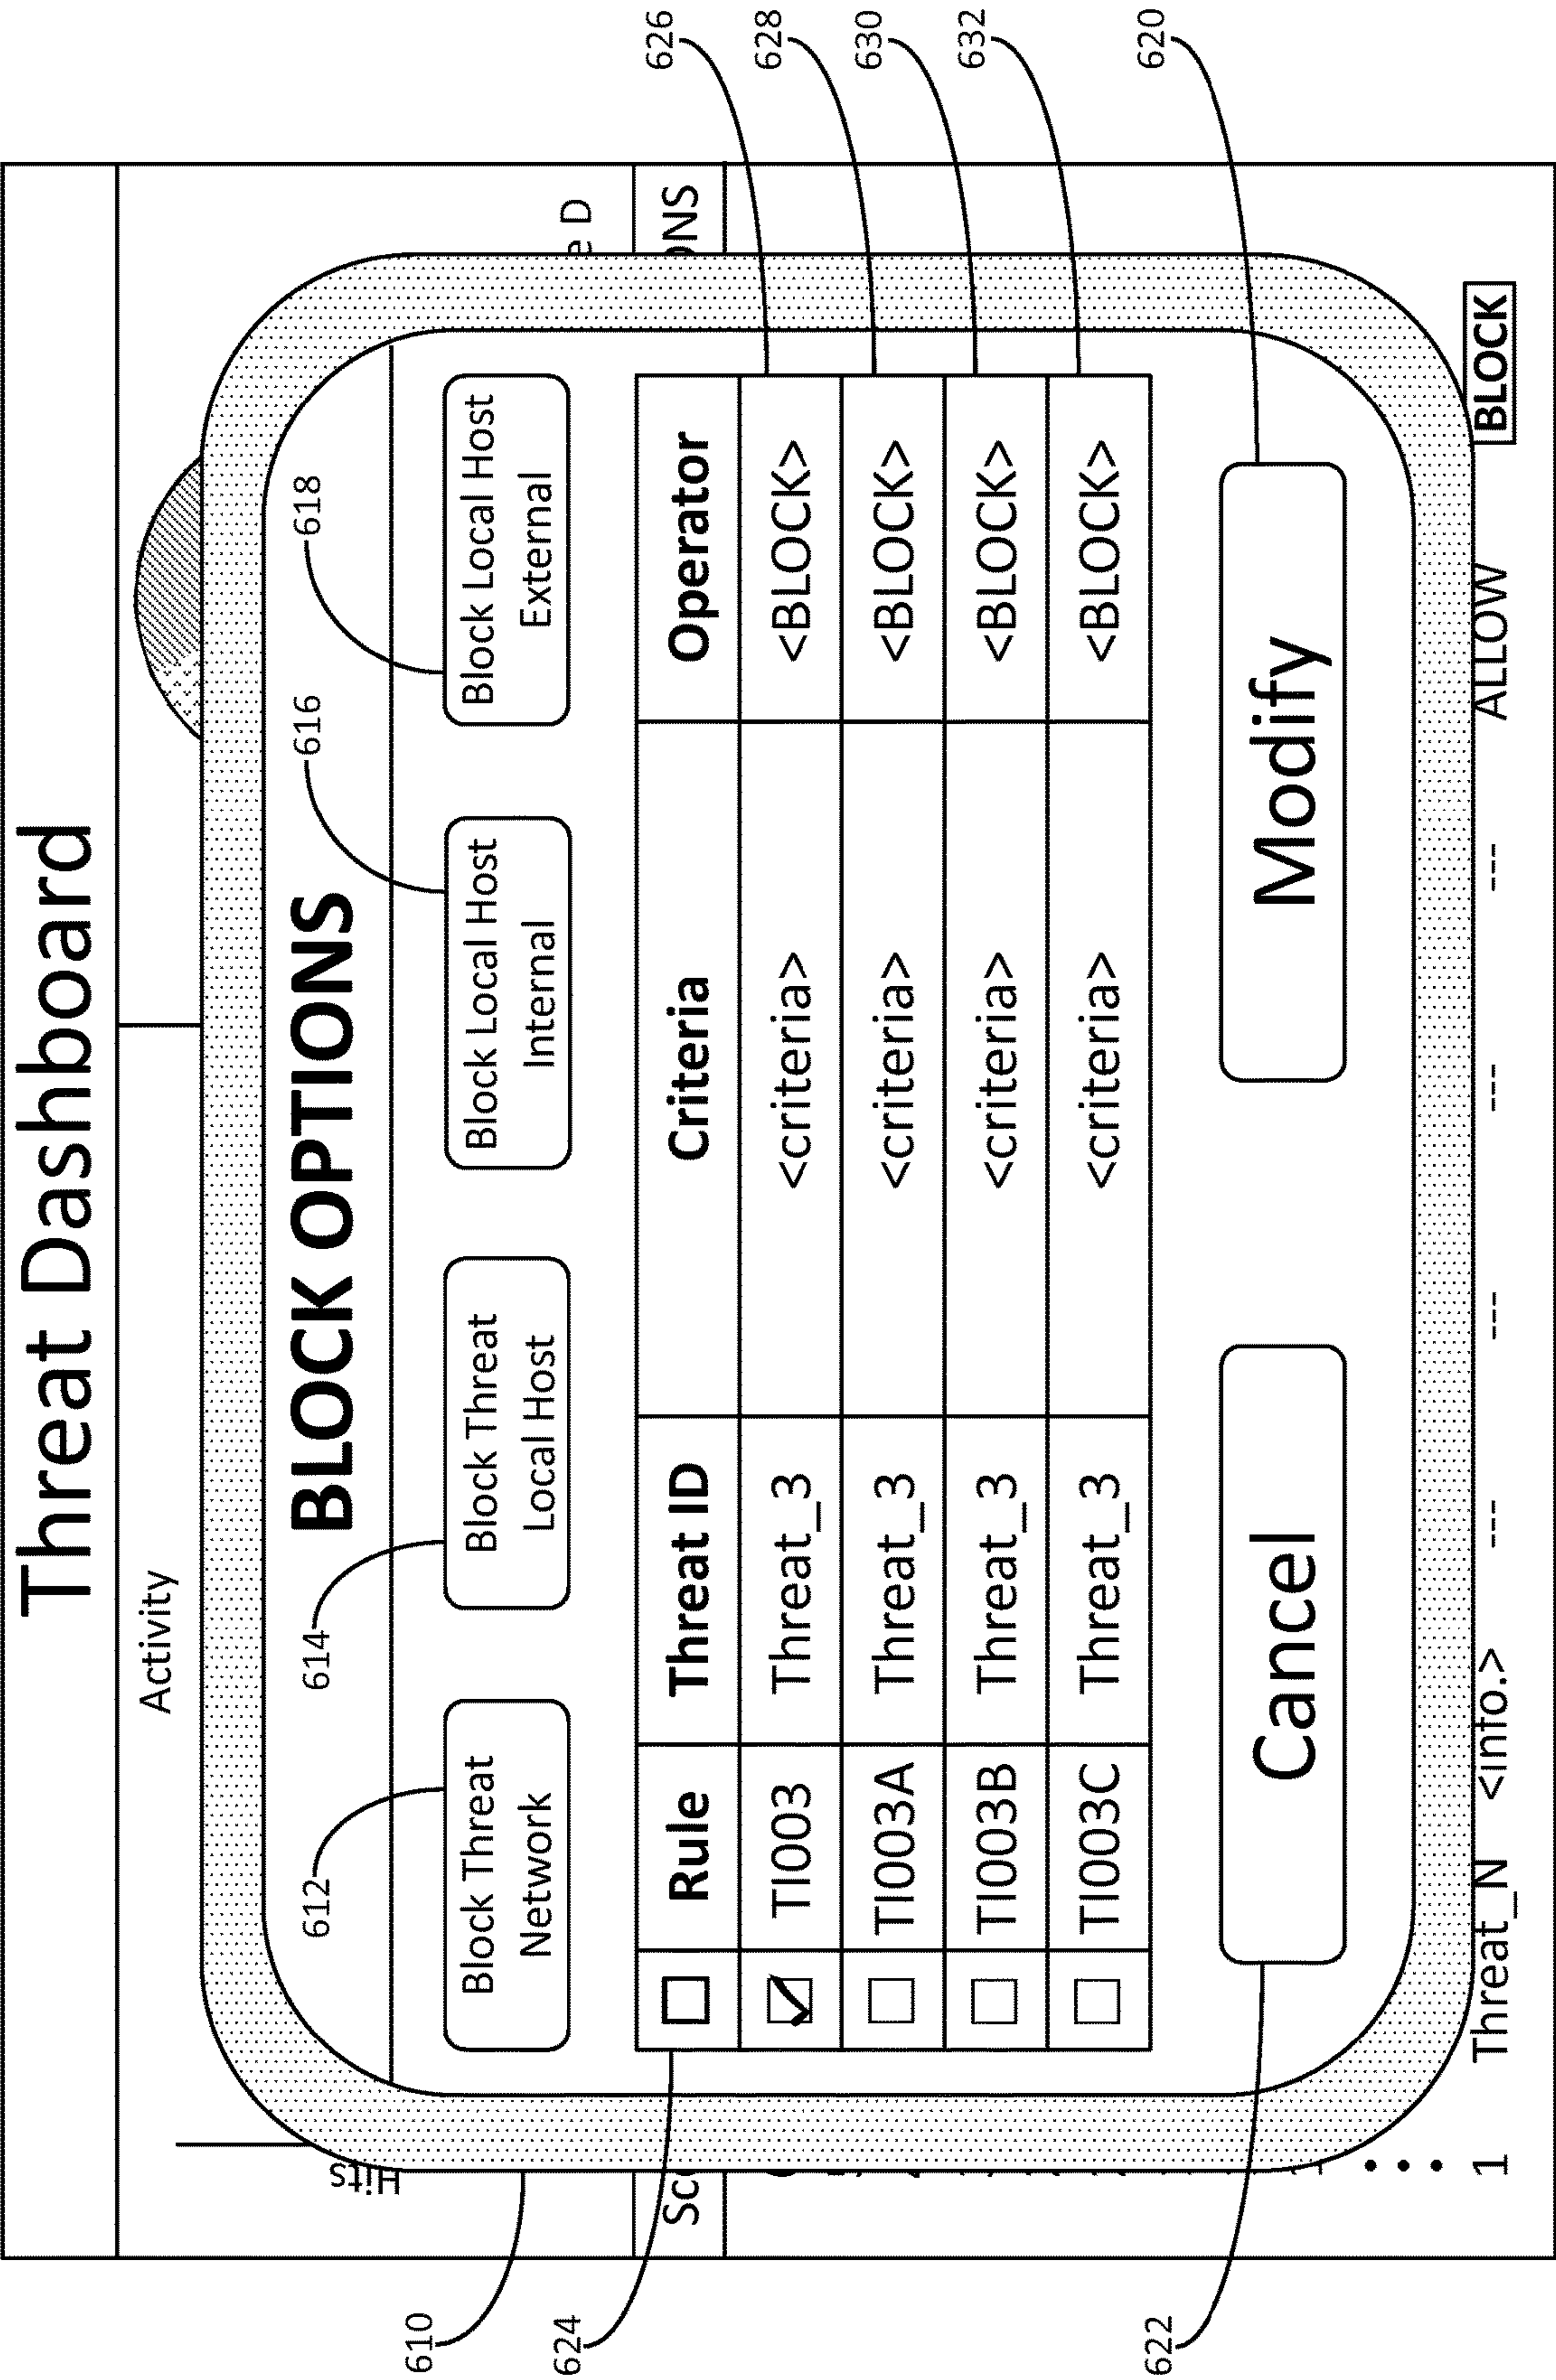 Threat Dashboard
Activity
Hits
e D
Sc
ONS
BLOCK OPTIONS
612
614
616
618
Block Threat
Network
Block Threat
Local Host
Block Local Host
Internal
Block Local Host
External
Rule Threat ID Criteria Operator
TI003 Threat_3 <criteria> <BLOCK>
TI003A Threat_3 <criteria> <BLOCK>
TI003B Threat_3 <criteria> <BLOCK>
TI003C Threat_3 <criteria> <BLOCK>
Cancel
Modify
1 Threat_N <info.> --- --- --- --- ALLOW BLOCK
610
624
622
626
628
630
632
620